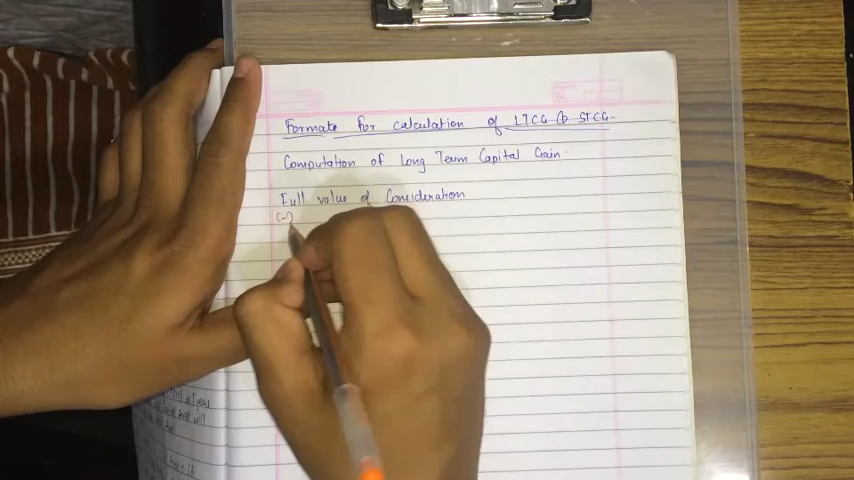 Formate for calculation of LTCG & STCG.
Computation of Long Term Capital Gain.
Full value of Consideration
(-)